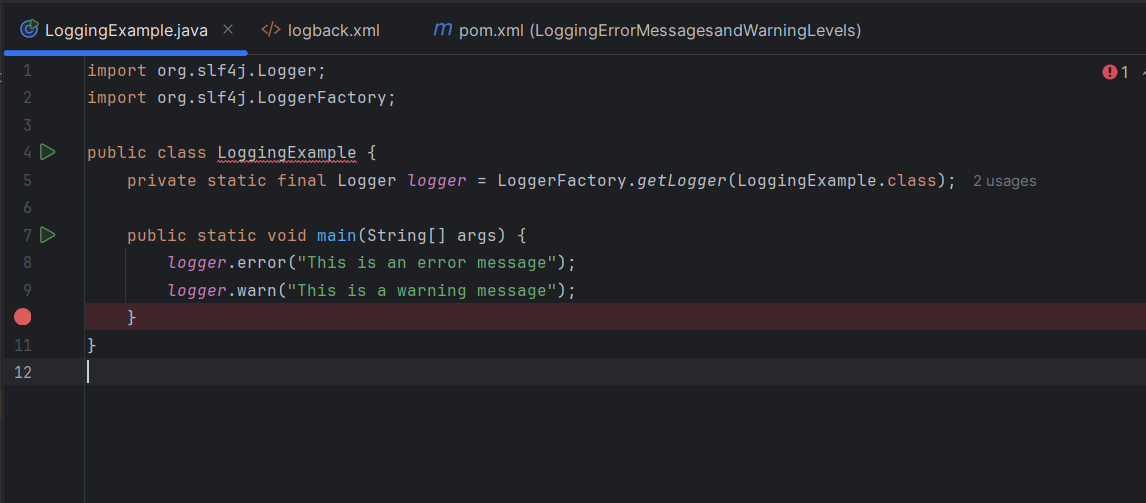 LoggingExample.java logback.xml pom.xml (LoggingErrorMessagesandWarningLevels)
1 import org.slf4j.Logger; 1
2 import org.slf4j.LoggerFactory;
3
4 public class LoggingExample {
5 private static final Logger logger = LoggerFactory.getLogger(LoggingExample.class); 2 usages
6
7 public static void main(String[] args) {
8 logger.error("This is an error message");
9 logger.warn("This is a warning message");
}
11 }
12